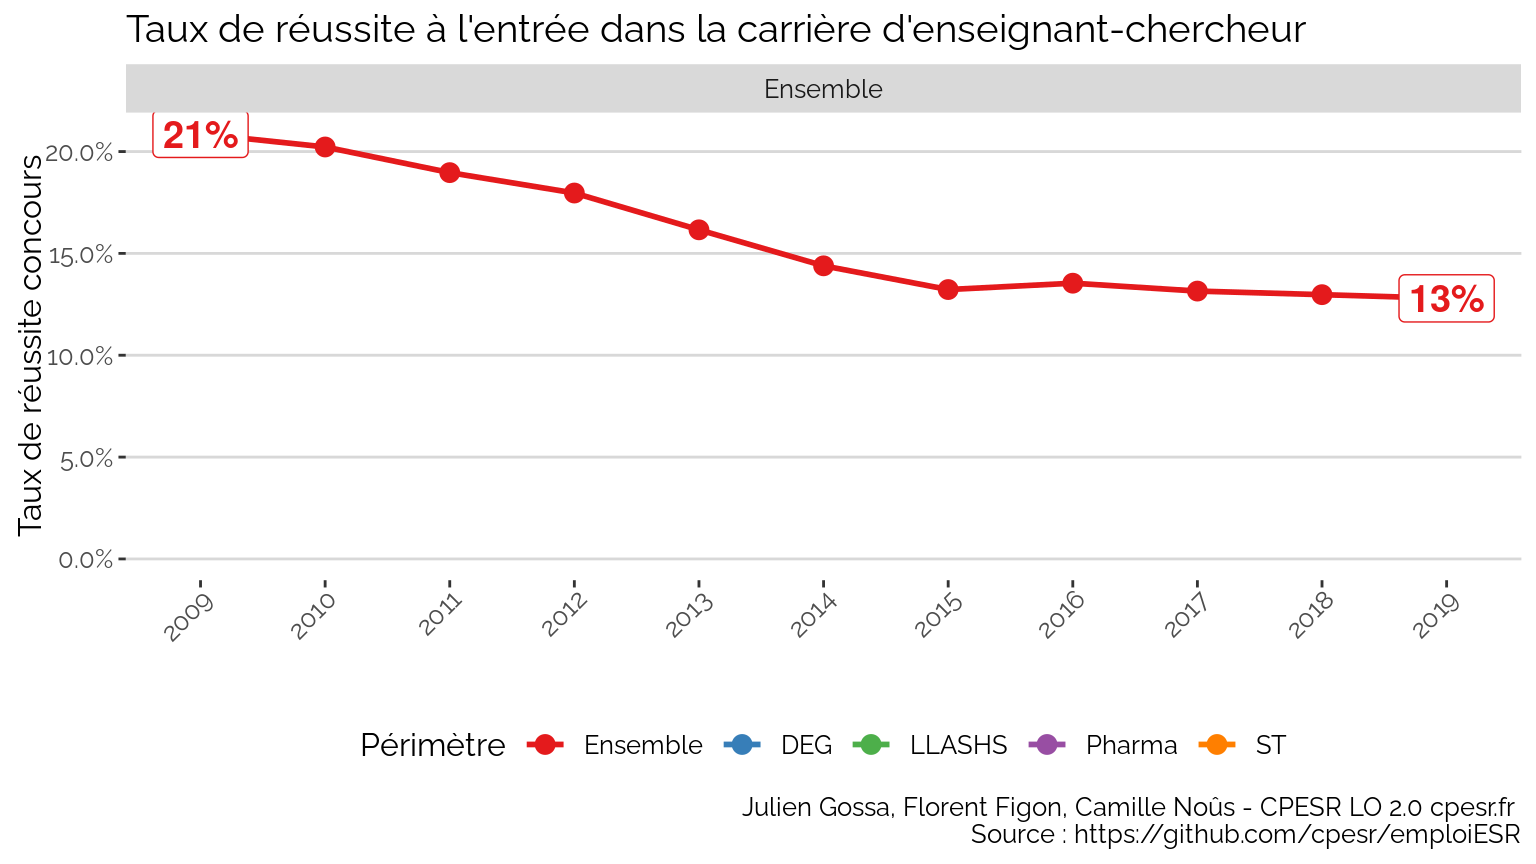 Taux de réussite à l'entrée dans la carrière d'enseignant-chercheur
Ensemble
Taux de réussite concours
20.0%
15.0%
10.0%
5.0%
0.0%
21%
13%
2009 2010 2011 2012 2013 2014 2015 2016 2017 2018 2019
Périmètre Ensemble DEG LLASHS Pharma ST
Julien Gossa, Florent Figon, Camille Noûs - CPESR LO 2.0 cpesr.fr
Source : https://github.com/cpesr/emploiESR